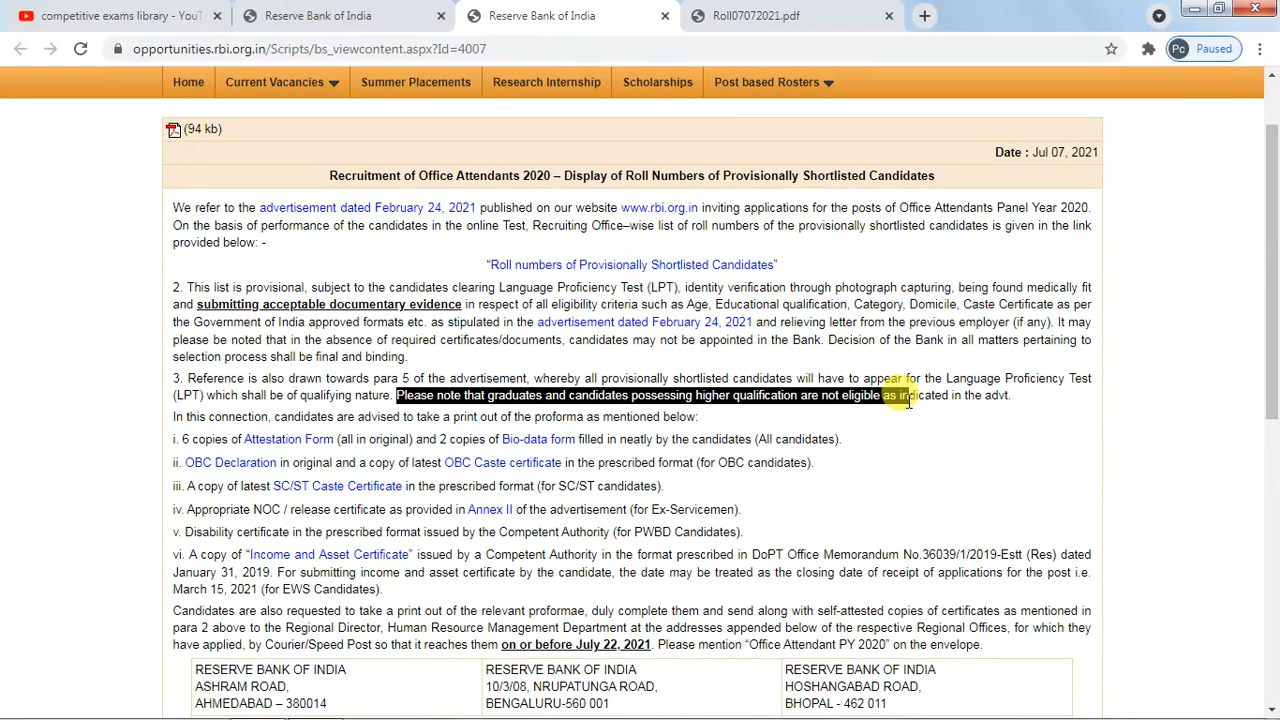 competitive exams library - YouT
Reserve Bank of India
Reserve Bank of India
Roll07072021.pdf
opportunities.rbi.org.in/Scripts/bs_viewcontent.aspx?Id=4007
Pc Paused
Home Current Vacancies Summer Placements Research Internship Scholarships Post based Rosters
(94 kb)
Date : Jul 07, 2021
Recruitment of Office Attendants 2020 – Display of Roll Numbers of Provisionally Shortlisted Candidates
We refer to the advertisement dated February 24, 2021 published on our website www.rbi.org.in inviting applications for the posts of Office Attendants Panel Year 2020.
On the basis of performance of the candidates in the online Test, Recruiting Office–wise list of roll numbers of the provisionally shortlisted candidates is given in the link
provided below: -
“Roll numbers of Provisionally Shortlisted Candidates”
2. This list is provisional, subject to the candidates clearing Language Proficiency Test (LPT), identity verification through photograph capturing, being found medically fit
and submitting acceptable documentary evidence in respect of all eligibility criteria such as Age, Educational qualification, Category, Domicile, Caste Certificate as per
the Government of India approved formats etc. as stipulated in the advertisement dated February 24, 2021 and relieving letter from the previous employer (if any). It may
please be noted that in the absence of required certificates/documents, candidates may not be appointed in the Bank. Decision of the Bank in all matters pertaining to
selection process shall be final and binding.
3. Reference is also drawn towards para 5 of the advertisement, whereby all provisionally shortlisted candidates will have to appear for the Language Proficiency Test
(LPT) which shall be of qualifying nature. Please note that graduates and candidates possessing higher qualification are not eligible as indicated in the advt.
In this connection, candidates are advised to take a print out of the proforma as mentioned below:
i. 6 copies of Attestation Form (all in original) and 2 copies of Bio-data form filled in neatly by the candidates (All candidates).
ii. OBC Declaration in original and a copy of latest OBC Caste certificate in the prescribed format (for OBC candidates).
iii. A copy of latest SC/ST Caste Certificate in the prescribed format (for SC/ST candidates).
iv. Appropriate NOC / release certificate as provided in Annex II of the advertisement (for Ex-Servicemen).
v. Disability certificate in the prescribed format issued by the Competent Authority (for PWBD Candidates).
vi. A copy of “Income and Asset Certificate” issued by a Competent Authority in the format prescribed in DoPT Office Memorandum No.36039/1/2019-Estt (Res) dated
January 31, 2019. For submitting income and asset certificate by the candidate, the date may be treated as the closing date of receipt of applications for the post i.e.
March 15, 2021 (for EWS Candidates).
Candidates are also requested to take a print out of the relevant proformae, duly complete them and send along with self-attested copies of certificates as mentioned in
para 2 above to the Regional Director, Human Resource Management Department at the addresses appended below of the respective Regional Offices, for which they
have applied, by Courier/Speed Post so that it reaches them on or before July 22, 2021. Please mention “Office Attendant PY 2020” on the envelope.
RESERVE BANK OF INDIA
ASHRAM ROAD,
AHMEDABAD – 380014
RESERVE BANK OF INDIA
10/3/08, NRUPATUNGA ROAD,
BENGALURU-560 001
RESERVE BANK OF INDIA
HOSHANGABAD ROAD,
BHOPAL - 462 011